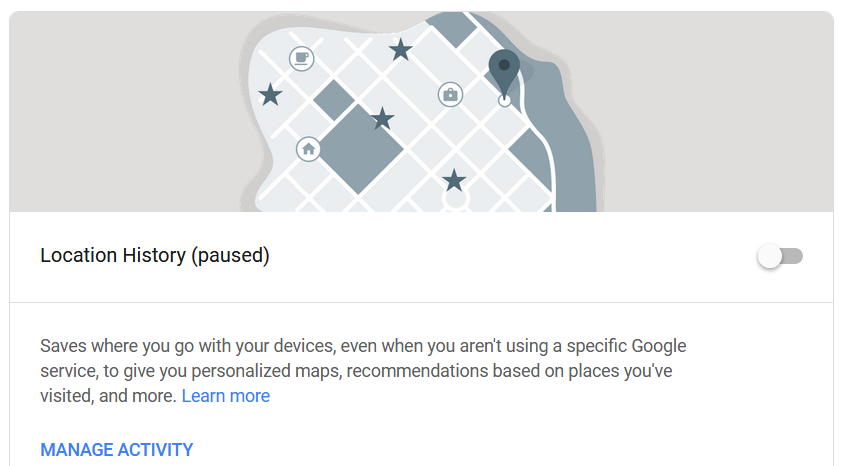 Location History (paused)
Saves where you go with your devices, even when you aren't using a specific Google
service, to give you personalized maps, recommendations based on places you've
visited, and more. Learn more
MANAGE ACTIVITY